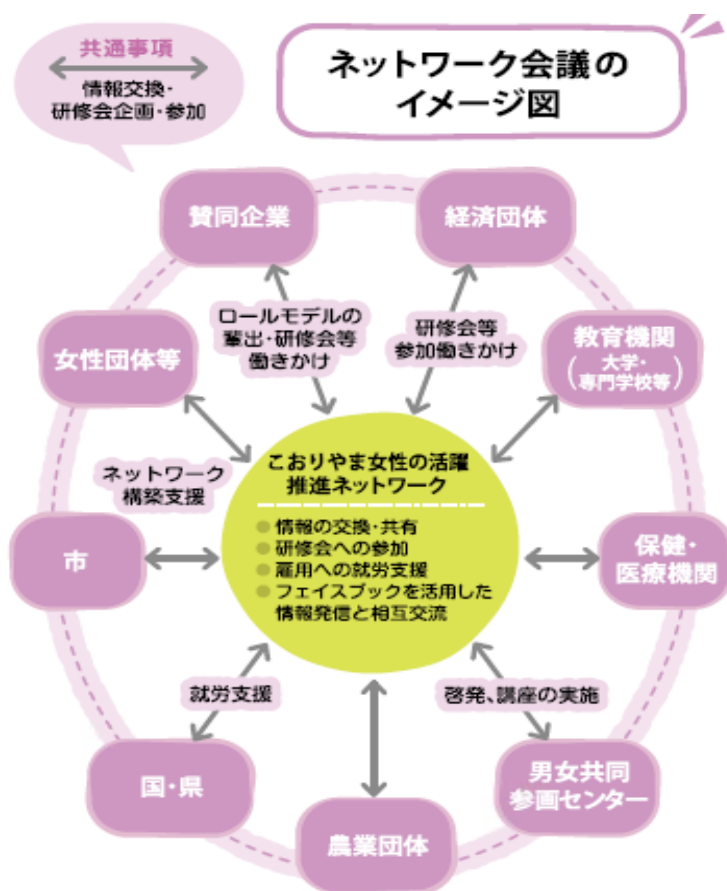 共通事項
情報交換・
研修会企画・参加
ネットワーク会議の
イメージ図
賛同企業
経済団体
ロールモデルの
輩出・研修会等
働きかけ
研修会等
参加働きかけ
女性団体等
教育機関
(大学・
専門学校等)
こおりやま女性の活躍
推進ネットワーク
ネットワーク
構築支援
●情報の交換・共有
●研修会への参加
●雇用への就労支援
●フェイスブックを活用した
情報発信と相互交流
市
保健・
医療機関
就労支援
啓発、講座の実施
国・県
男女共同
参画センター
農業団体